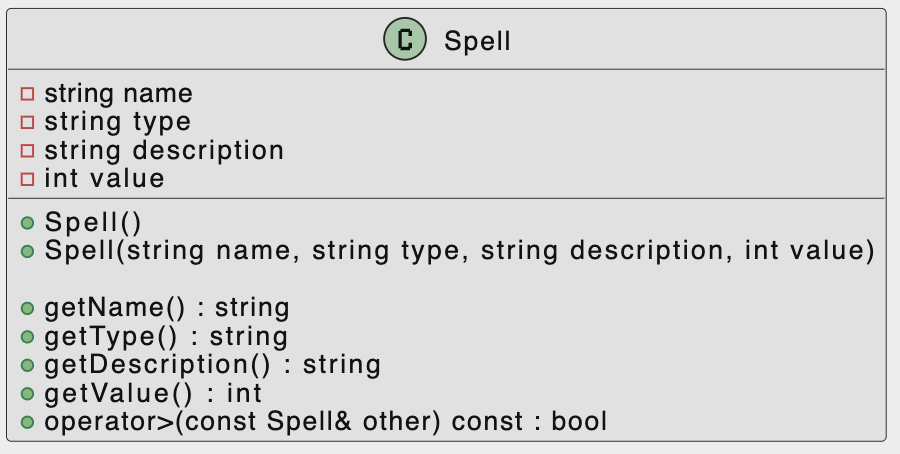 C Spell
string name
string type
string description
int value
Spell()
Spell(string name, string type, string description, int value)
getName() : string
getType() : string
getDescription() : string
getValue() : int
operator>(const Spell& other) const : bool